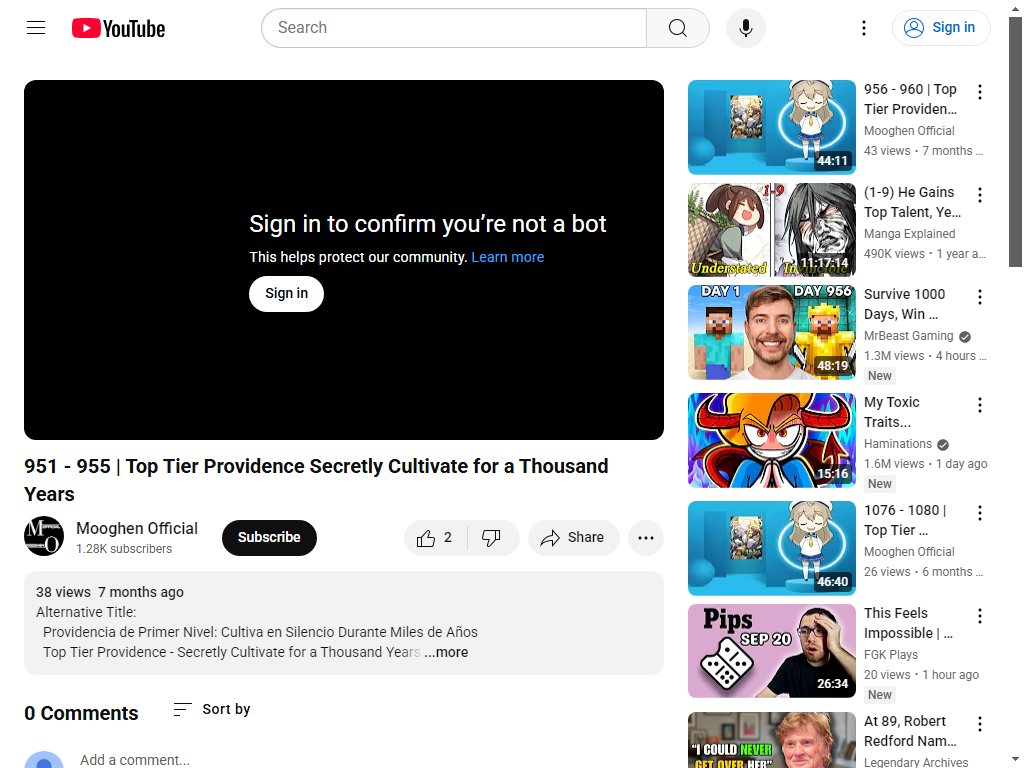 YouTube
Search
Sign in
Sign in to confirm you're not a bot
This helps protect our community. Learn more
Sign in
951 - 955 | Top Tier Providence Secretly Cultivate for a Thousand
Years
Mooghen Official
1.28K subscribers
Subscribe
2
Share
38 views 7 months ago
Alternative Title:
Providencia de Primer Nivel: Cultiva en Silencio Durante Miles de Años
Top Tier Providence - Secretly Cultivate for a Thousand Years ...more
0 Comments
Sort by
Add a comment...
44:11
956 - 960 | Top
Tier Providen...
Mooghen Official
43 views • 7 months ...
1-9
Understated Invincible
11:17:14
(1-9) He Gains
Top Talent, Ye...
Manga Explained
490K views • 1 year a...
DAY 1 DAY 956
48:19
Survive 1000
Days, Win ...
MrBeast Gaming
1.3M views • 4 hours ...
New
15:16
My Toxic
Traits...
Haminations
1.6M views • 1 day ago
New
46:40
1076 - 1080 |
Top Tier ...
Mooghen Official
26 views • 6 months ...
Pips
SEP 20
26:34
This Feels
Impossible | ...
FGK Plays
20 views • 1 hour ago
New
"I COULD NEVER
GET OVER HER"
At 89, Robert
Redford Nam...
Legendary Archives